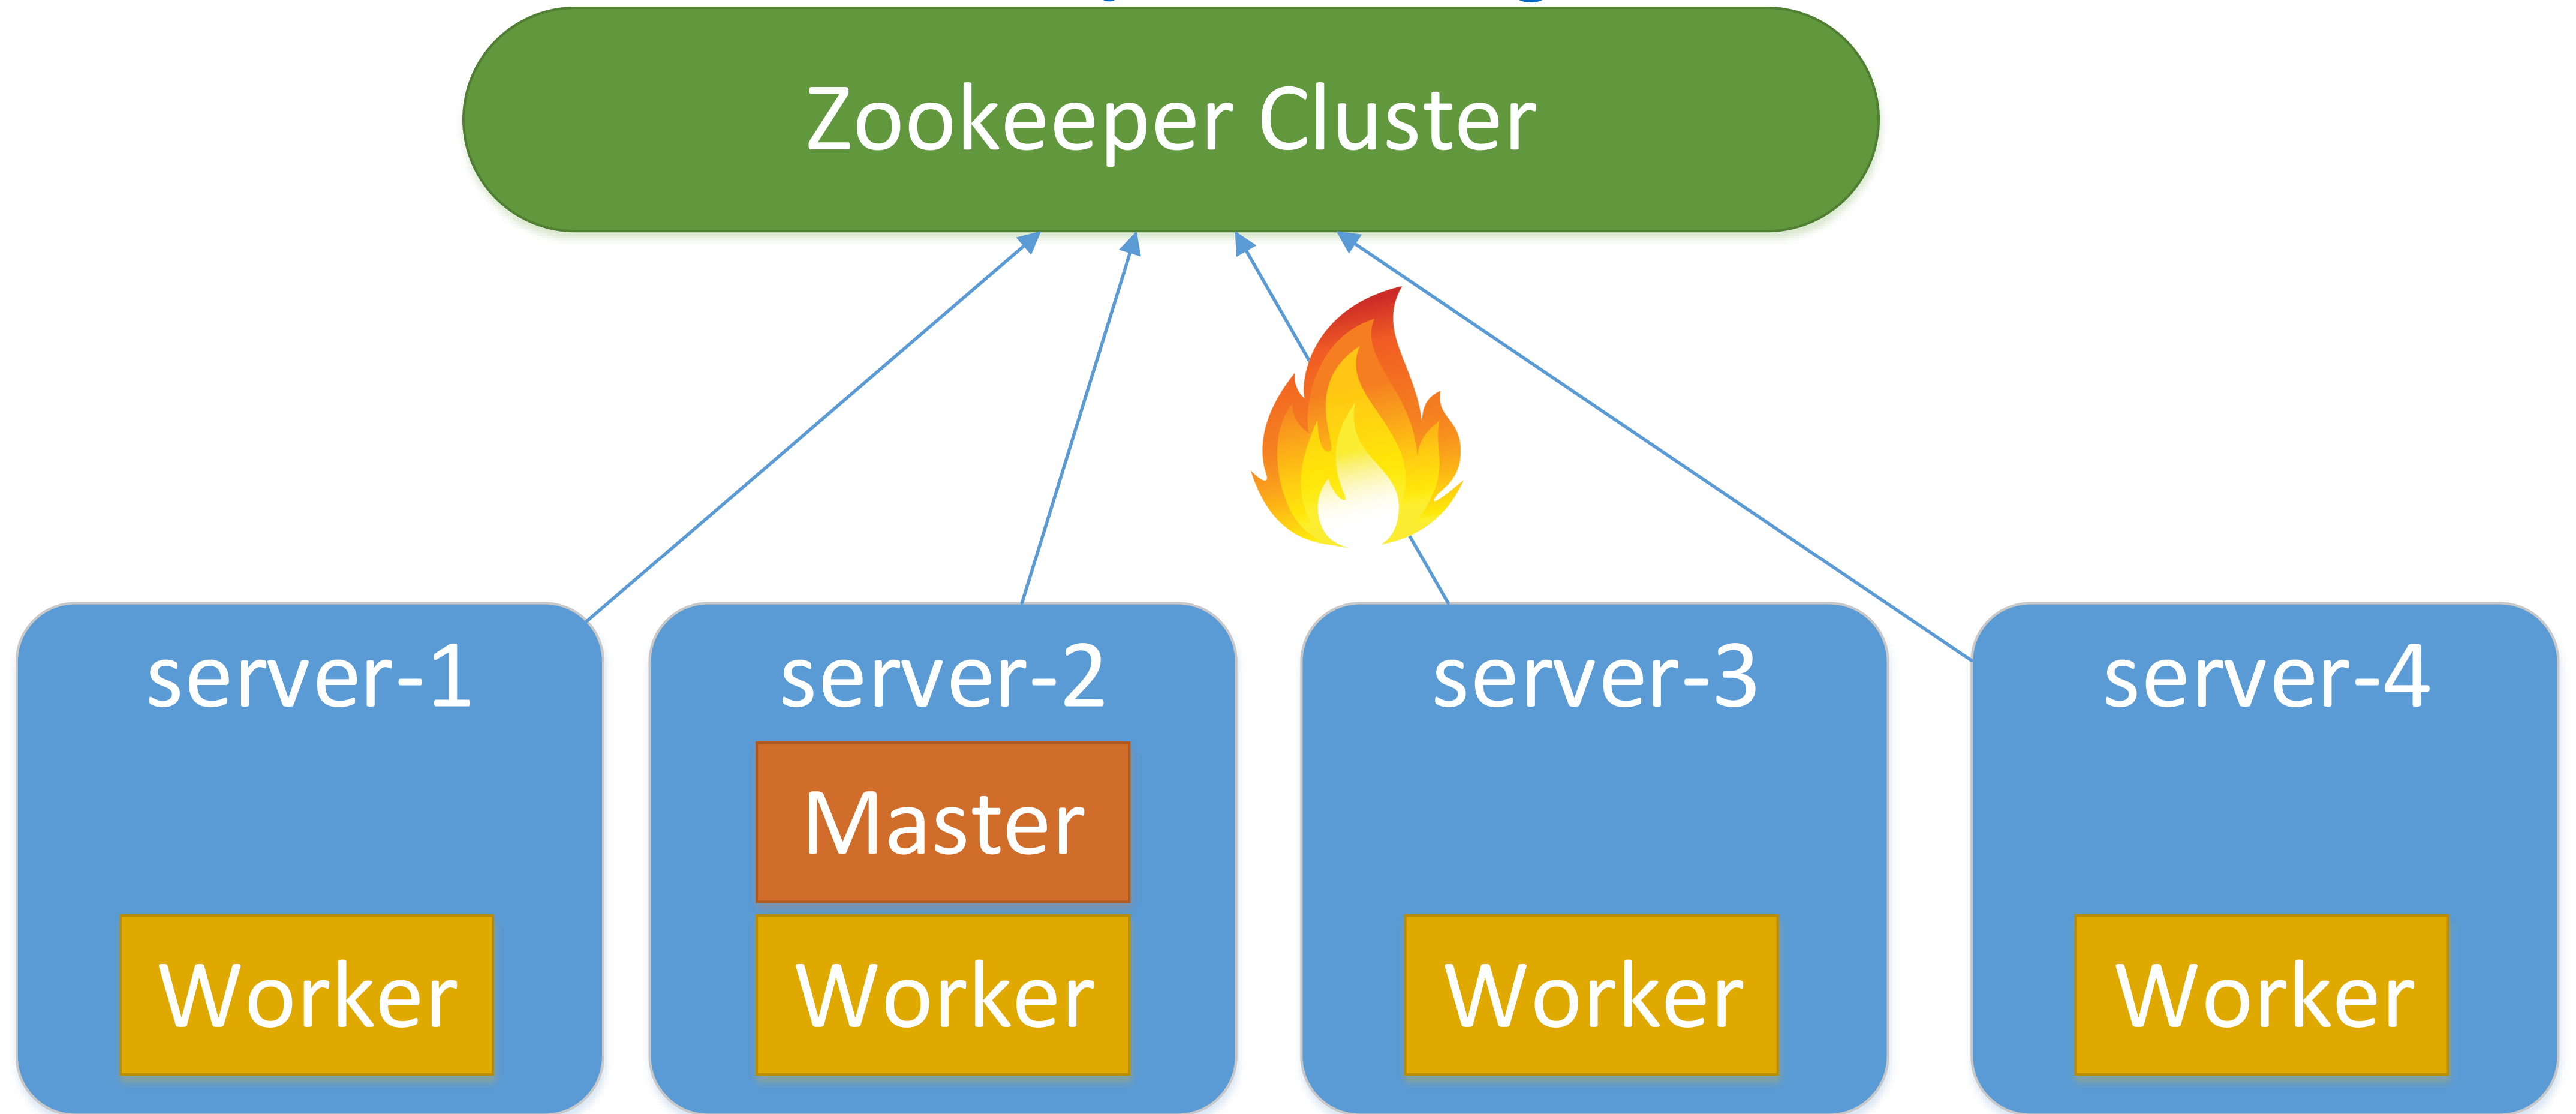 Zookeeper Cluster
server-1
server-2
server-3
server-4
Master
Worker
Worker
Worker
Worker